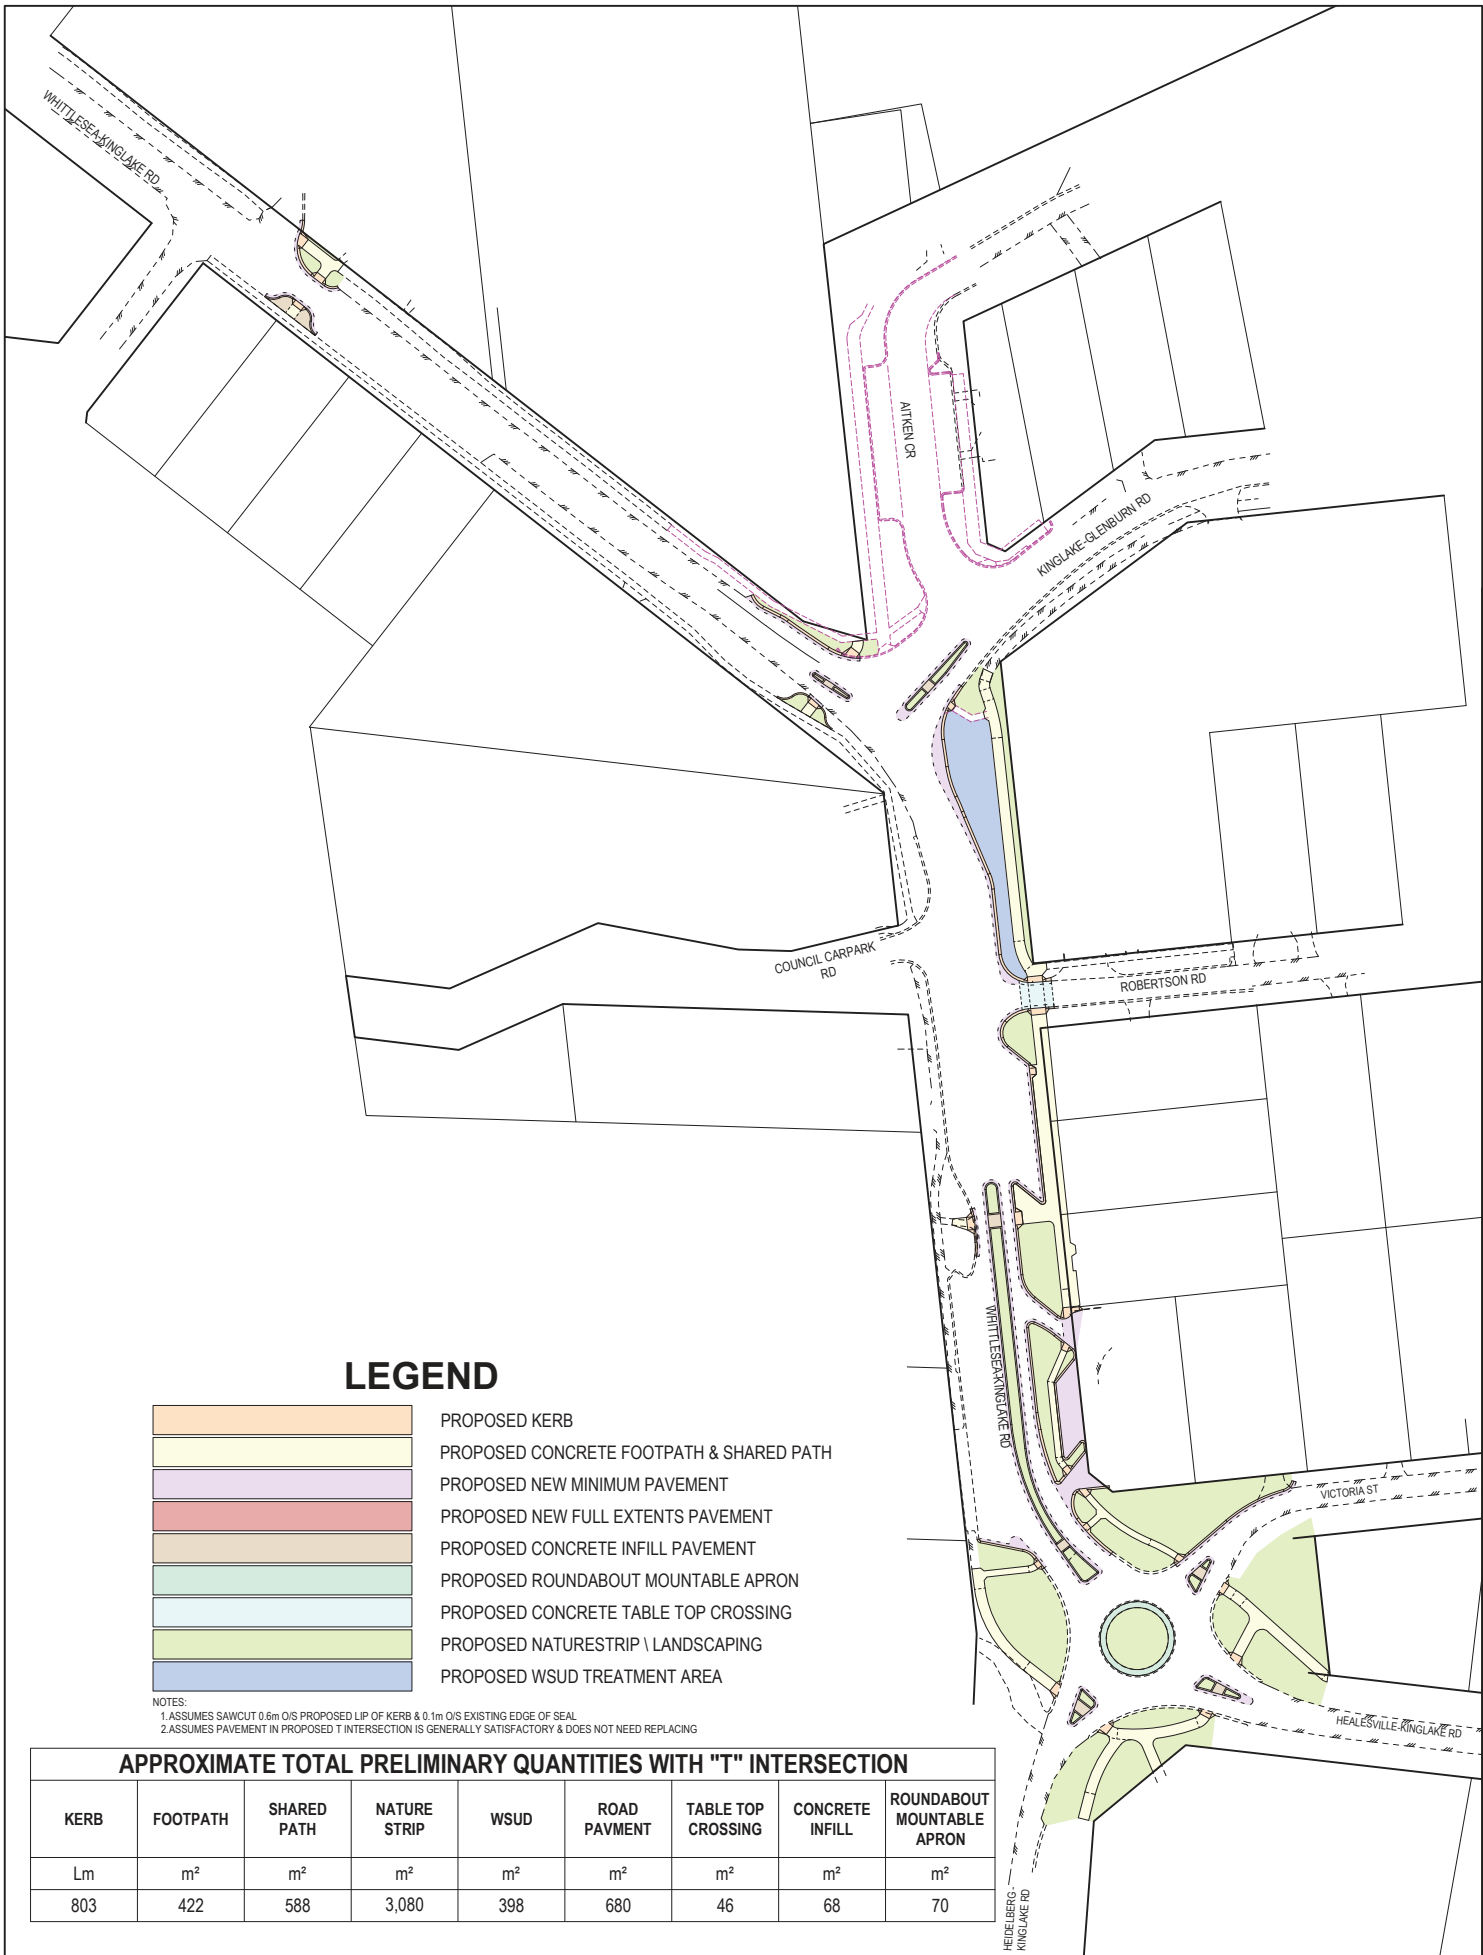 WHITTLESEA-KINGLAKE RD
AITKEN CR
KINGLAKE-GLENBURN RD
COUNCIL CARPARK
RD
ROBERTSON RD
WHITTLESEA-KINGLAKE RD
VICTORIA ST
HEALESVILLE-KINGLAKE RD
HEIDELBERG -
KINGLAKE RD
LEGEND
PROPOSED KERB
PROPOSED CONCRETE FOOTPATH & SHARED PATH
PROPOSED NEW MINIMUM PAVEMENT
PROPOSED NEW FULL EXTENTS PAVEMENT
PROPOSED CONCRETE INFILL PAVEMENT
PROPOSED ROUNDABOUT MOUNTABLE APRON
PROPOSED CONCRETE TABLE TOP CROSSING
PROPOSED NATURESTRIP \ LANDSCAPING
PROPOSED WSUD TREATMENT AREA
NOTES:
1.ASSUMES SAWCUT 0.6m O/S PROPOSED LIP OF KERB & 0.1m O/S EXISTING EDGE OF SEAL
2.ASSUMES PAVEMENT IN PROPOSED T INTERSECTION IS GENERALLY SATISFACTORY & DOES NOT NEED REPLACING
APPROXIMATE TOTAL PRELIMINARY QUANTITIES WITH "T" INTERSECTION
KERB FOOTPATH SHARED PATH NATURE STRIP WSUD ROAD PAVMENT TABLE TOP CROSSING CONCRETE INFILL ROUNDABOUT MOUNTABLE APRON
Lm m² m² m² m² m² m² m² m²
803 422 588 3,080 398 680 46 68 70